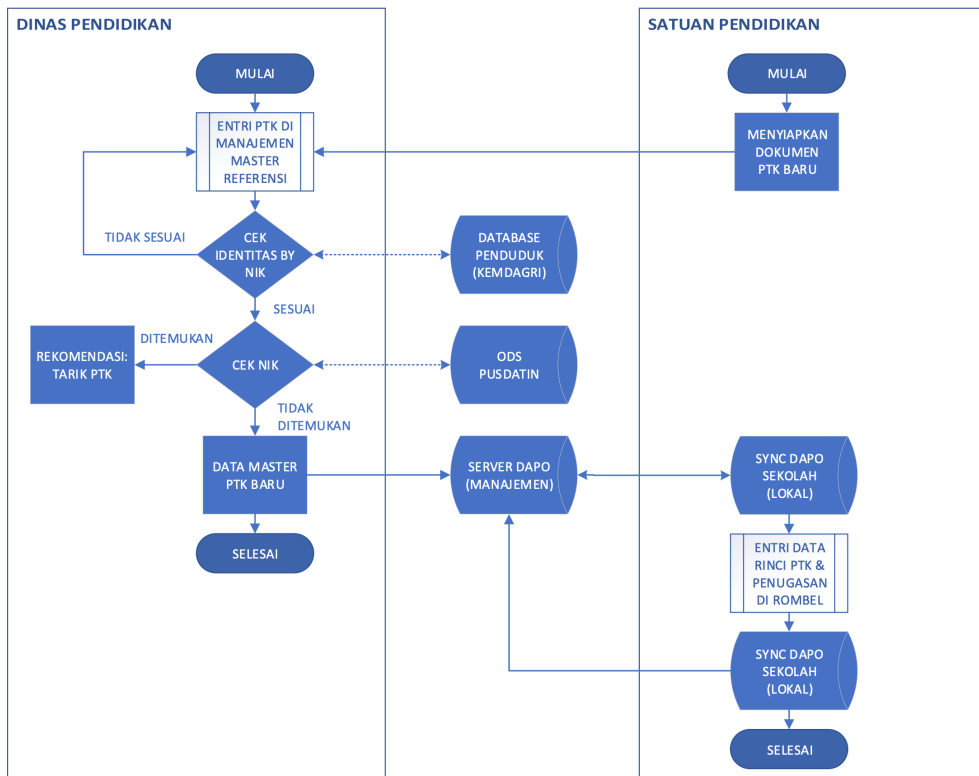 DINAS PENDIDIKAN
SATUAN PENDIDIKAN
MULAI
MULAI
ENTRI PTK DI
MANAJEMEN
MASTER
REFERENSI
MENYIAPKAN
DOKUMEN
PTK BARU
TIDAK SESUAI
CEK
IDENTITAS BY
NIK
DATABASE
PENDUDUK
(KEMDAGRI)
SESUAI
DITEMUKAN
REKOMENDASI:
TARIK PTK
CEK NIK
ODS
PUSDATIN
TIDAK
DITEMUKAN
DATA MASTER
PTK BARU
SERVER DAPO
(MANAJEMEN)
SYNC DAPO
SEKOLAH
(LOKAL)
SELESAI
ENTRI DATA
RINCI PTK &
PENUGASAN
DI ROMBEL
SYNC DAPO
SEKOLAH
(LOKAL)
SELESAI